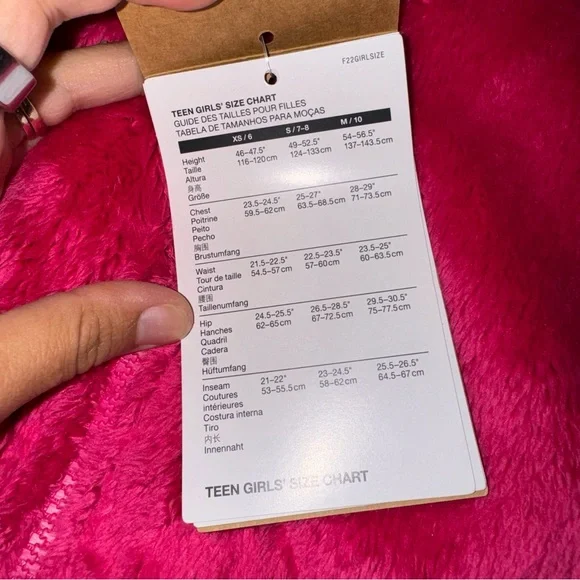 F22GIRLSIZE
TEEN GIRLS' SIZE CHART
GUIDE DES TAILLES POUR FILLES
TABELA DE TAMANHOS PARA MOÇAS
XS / 6 S / 7–8 M / 10
Height 46–47.5" 49–52.5" 54–56.5"
Taille 116–120cm 124–133cm 137–143.5cm
Altura
身高
Größe
Chest 23.5–24.5" 25–27" 28–29"
Poitrine 59.5–62cm 63.5–68.5cm 71–73.5cm
Peito
Pecho
胸围
Brustumfang
Waist 21.5–22.5" 22.5–23.5" 23.5–25"
Tour de taille 54.5–57cm 57–60cm 60–63.5cm
Cintura
腰围
Taillenumfang
Hip 24.5–25.5" 26.5–28.5" 29.5–30.5"
Hanches 62–65cm 67–72.5cm 75–77.5cm
Quadril
Cadera
臀围
Hüftumfang
Inseam 21–22" 23–24.5" 25.5–26.5"
Coutures 53–55.5cm 58–62cm 64.5–67cm
intérieures
Costura interna
Tiro
内长
Innennaht
TEEN GIRLS' SIZE CHART